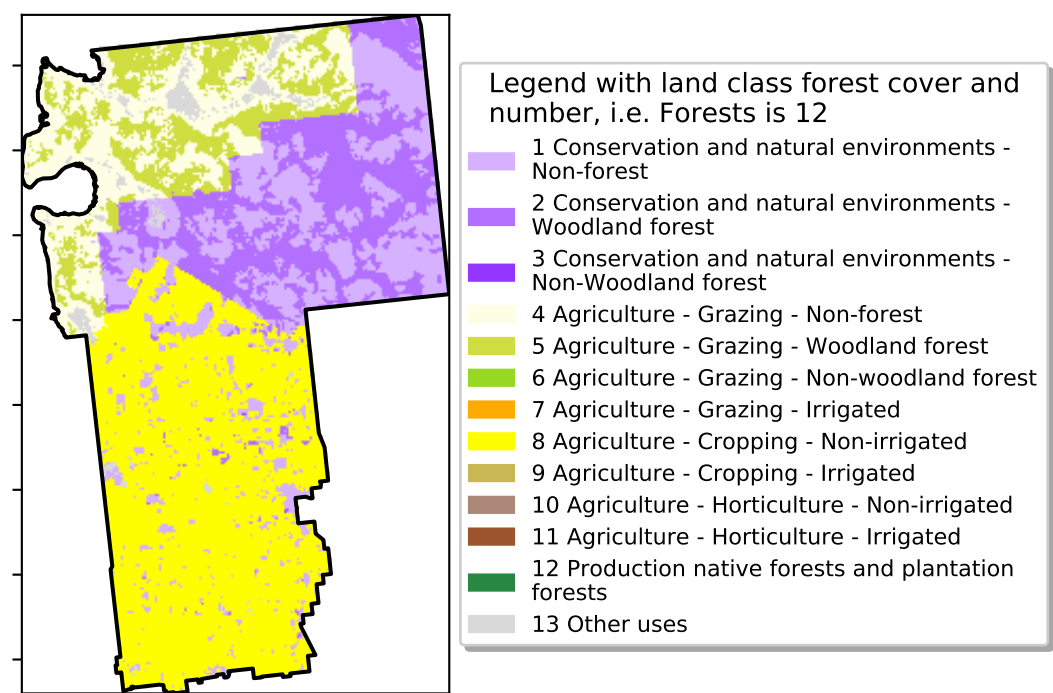 Legend with land class forest cover and
number, i.e. Forests is 12
1 Conservation and natural environments -
Non-forest
2 Conservation and natural environments -
Woodland forest
3 Conservation and natural environments -
Non-Woodland forest
4 Agriculture - Grazing - Non-forest
5 Agriculture - Grazing - Woodland forest
6 Agriculture - Grazing - Non-woodland forest
7 Agriculture - Grazing - Irrigated
8 Agriculture - Cropping - Non-irrigated
9 Agriculture - Cropping - Irrigated
10 Agriculture - Horticulture - Non-irrigated
11 Agriculture - Horticulture - Irrigated
12 Production native forests and plantation
forests
13 Other uses